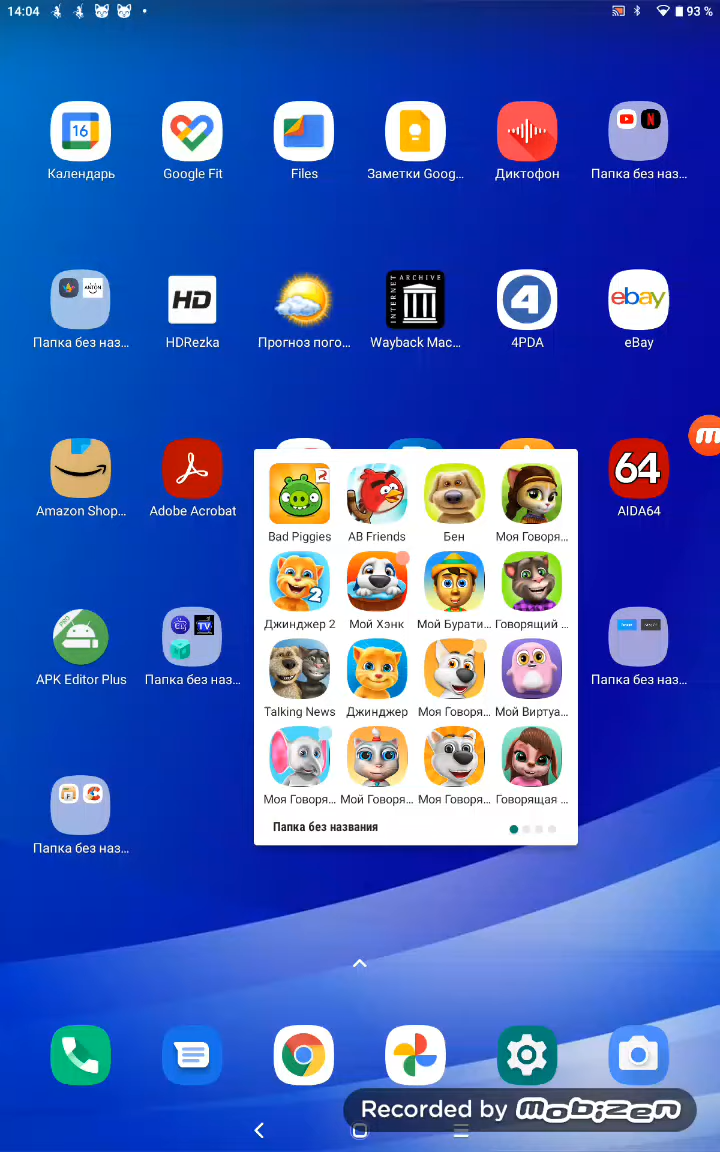 14:04
93 %
16
Календарь
Google Fit
Files
Заметки Goog...
Диктофон
Папка без наз...
Папка без наз...
HD
HDRezka
Прогноз пого...
INTERNET ARCHIVE
Wayback Mac...
4
4PDA
ebay
eBay
Amazon Shop...
Adobe Acrobat
64
AIDA64
Bad Piggies
AB Friends
Бен
Моя Говоря...
2
Джинджер 2
Мой Хэнк
Мой Бурати...
Говорящий ...
PRO
APK Editor Plus
TV
Папка без наз...
Папка без наз...
Talking News
Джинджер
Моя Говоря...
Мой Виртуа...
Моя Говоря...
Мой Говоря...
Моя Говоря...
Говорящая ...
Папка без названия
Папка без наз...
Recorded by mobizen